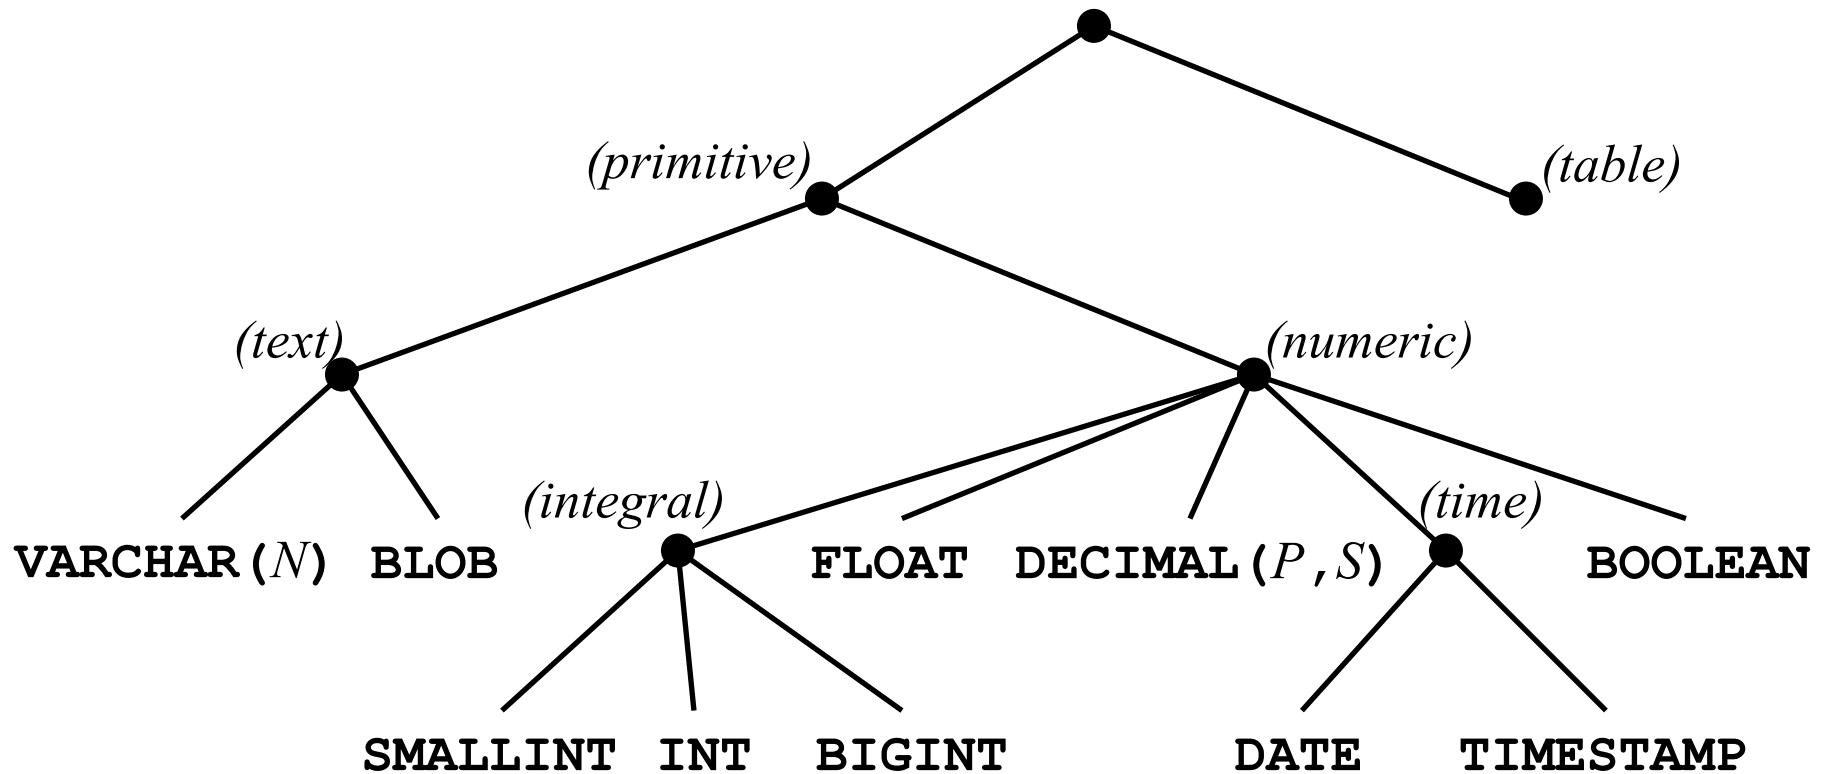 (primitive) (table)
(text) (numeric)
(integral) (time)
VARCHAR(N) BLOB FLOAT DECIMAL(P,S) BOOLEAN
SMALLINT INT BIGINT DATE TIMESTAMP